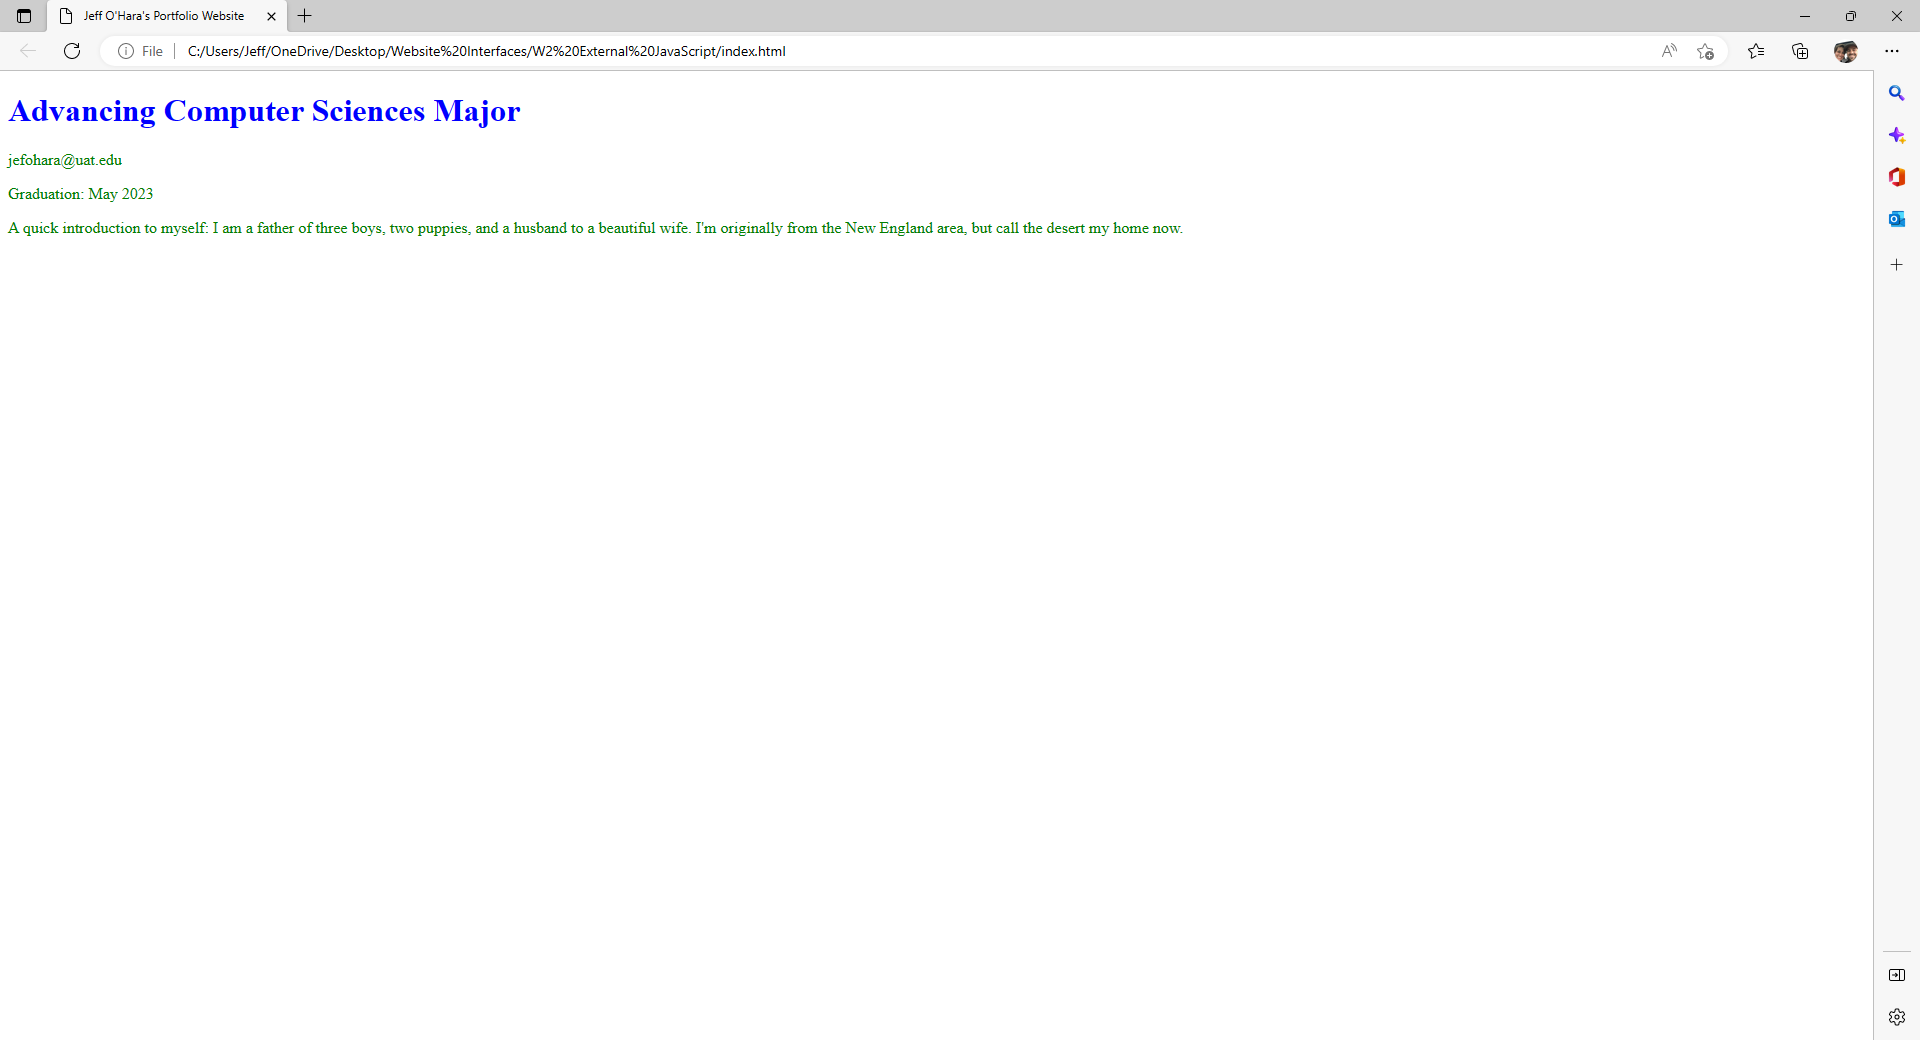 Jeff O'Hara's Portfolio Website
File
C:/Users/Jeff/OneDrive/Desktop/Website%20Interfaces/W2%20External%20JavaScript/index.html
Advancing Computer Sciences Major
jefohara@uat.edu
Graduation: May 2023
A quick introduction to myself: I am a father of three boys, two puppies, and a husband to a beautiful wife. I'm originally from the New England area, but call the desert my home now.